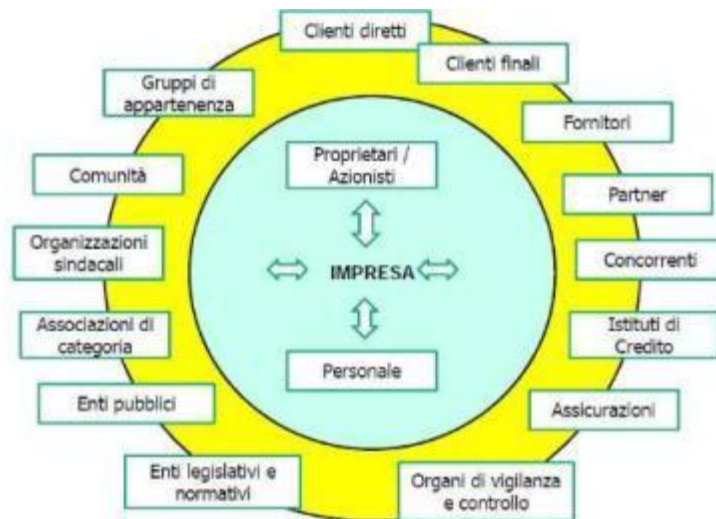 Clienti diretti
Clienti finali
Gruppi di
appartenenza
Fornitori
Proprietari /
Azionisti
Comunità
Partner
Organizzazioni
sindacali
IMPRESA
Concorrenti
Associazioni di
categoria
Istituti di
Credito
Personale
Enti pubblici
Assicurazioni
Enti legislativi e
normativi
Organi di vigilanza
e controllo